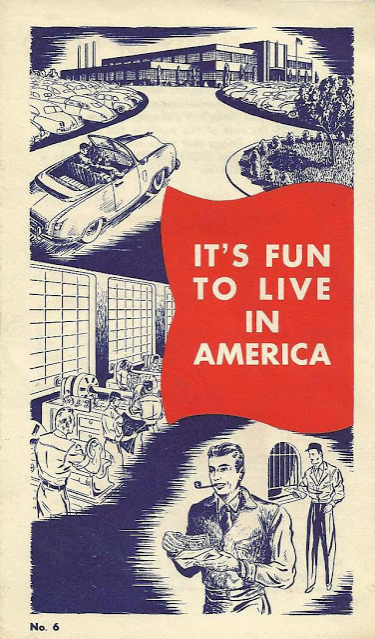 IT'S FUN
TO LIVE
IN
AMERICA
No. 6